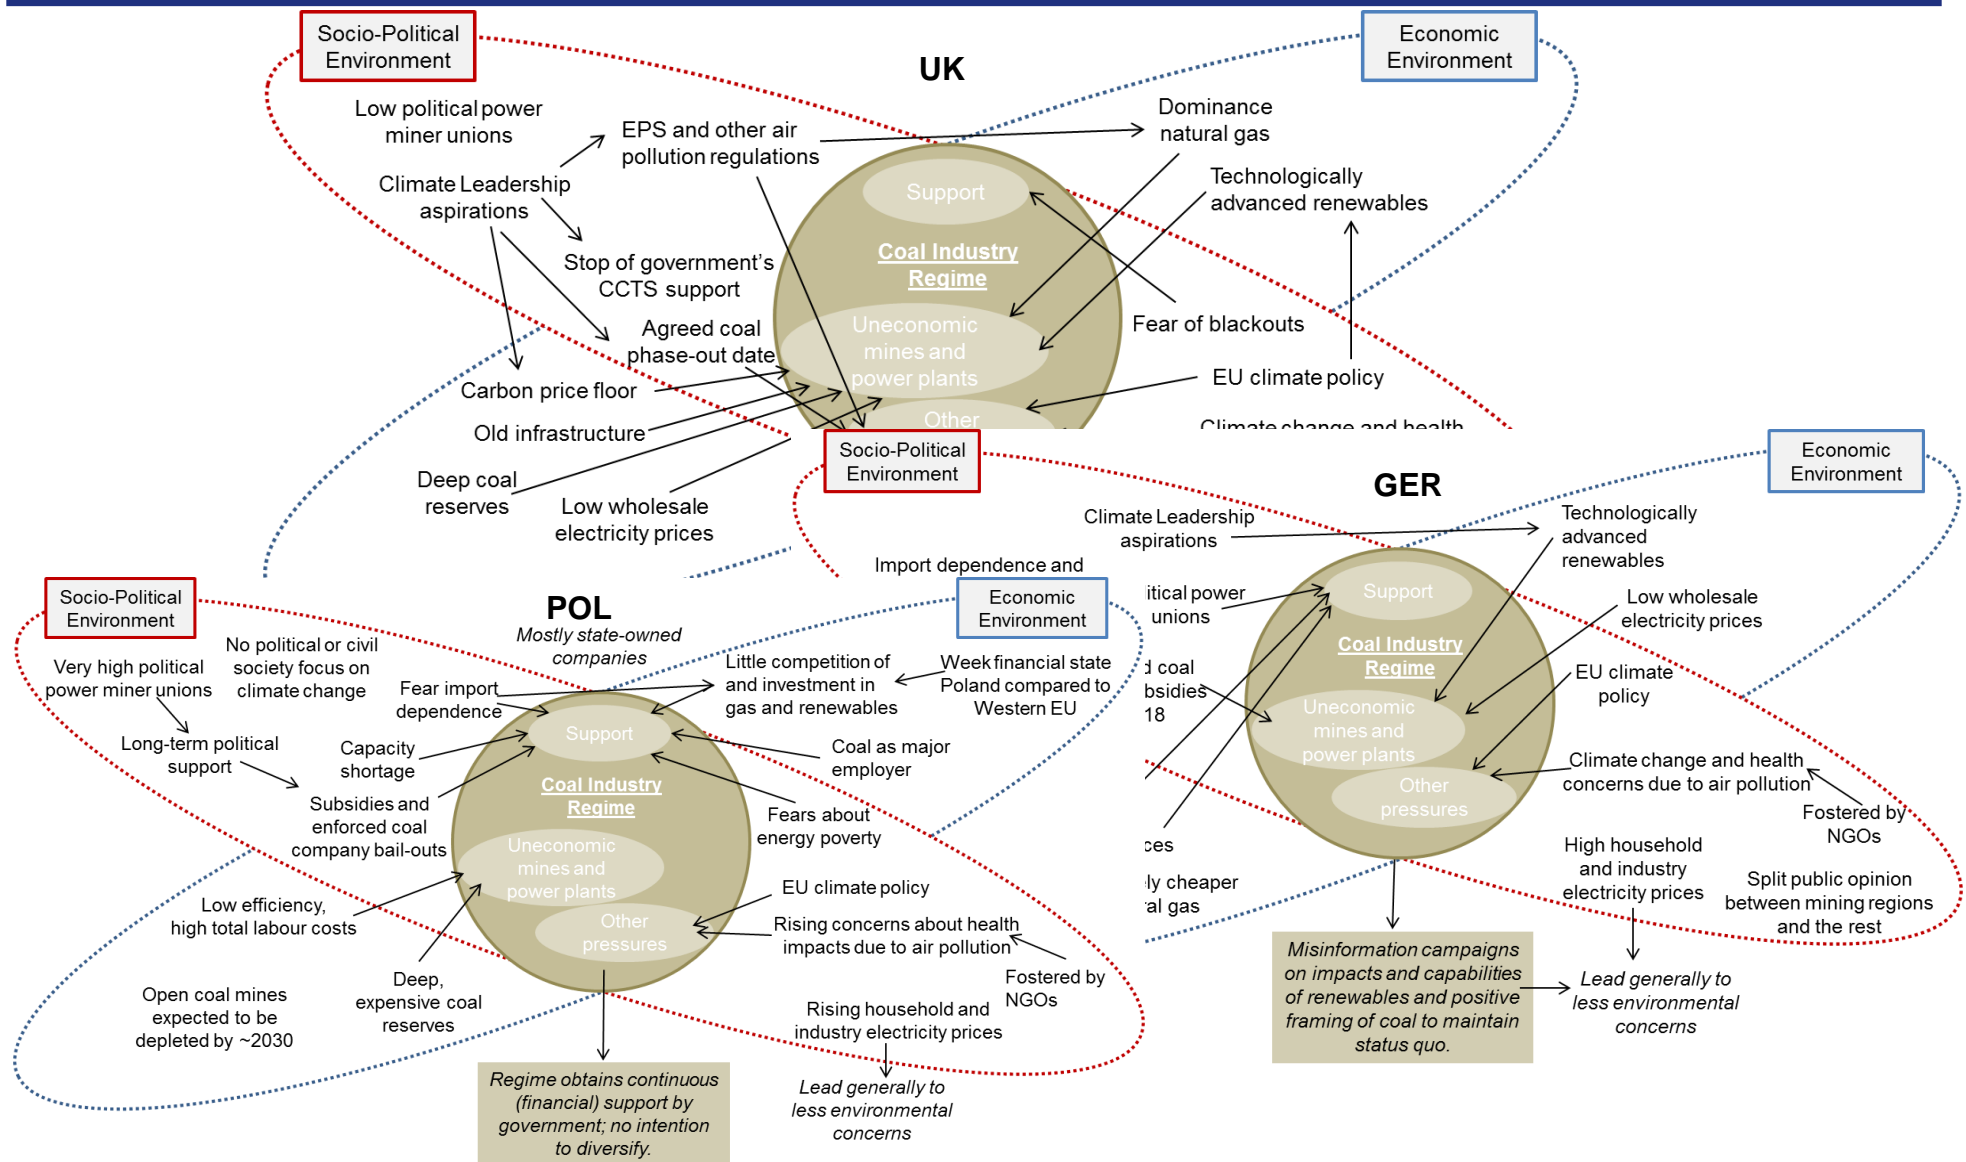 Socio-Political
Environment
Economic
Environment
UK
Low political power
miner unions
EPS and other air
pollution regulations
Dominance
natural gas
Climate Leadership
aspirations
Support
Technologically
advanced renewables
Stop of government's
CCTS support
Coal Industry
Regime
Agreed coal
phase-out date
Uneconomic
mines and
power plants
Fear of blackouts
Carbon price floor
EU climate policy
Other
Old infrastructure
Climate change and health
Deep coal
reserves
Low wholesale
electricity prices
Socio-Political
Environment
Economic
Environment
GER
Climate Leadership
aspirations
Technologically
advanced
renewables
Import dependence and
Support
itical power
unions
Low wholesale
electricity prices
Coal Industry
Regime
d coal
bsidies
18
EU climate
policy
Uneconomic
mines and
power plants
Other
pressures
Climate change and health
concerns due to air pollution
Fostered by
NGOs
ces
High household
and industry
electricity prices
ly cheaper
ral gas
Split public opinion
between mining regions
and the rest
Misinformation campaigns
on impacts and capabilities
of renewables and positive
framing of coal to maintain
status quo.
Lead generally to
less environmental
concerns
Socio-Political
Environment
Economic
Environment
POL
Mostly state-owned
companies
Very high political
power miner unions
No political or civil
society focus on
climate change
Fear import
dependence
Little competition of
and investment in
gas and renewables
Week financial state
Poland compared to
Western EU
Long-term political
support
Capacity
shortage
Support
Coal as major
employer
Coal Industry
Regime
Subsidies and
enforced coal
company bail-outs
Fears about
energy poverty
Uneconomic
mines and
power plants
Low efficiency,
high total labour costs
EU climate policy
Other
pressures
Rising concerns about health
impacts due to air pollution
Fostered by
NGOs
Open coal mines
expected to be
depleted by ~2030
Deep,
expensive coal
reserves
Rising household and
industry electricity prices
Regime obtains continuous
(financial) support by
government; no intention
to diversify.
Lead generally to
less environmental
concerns